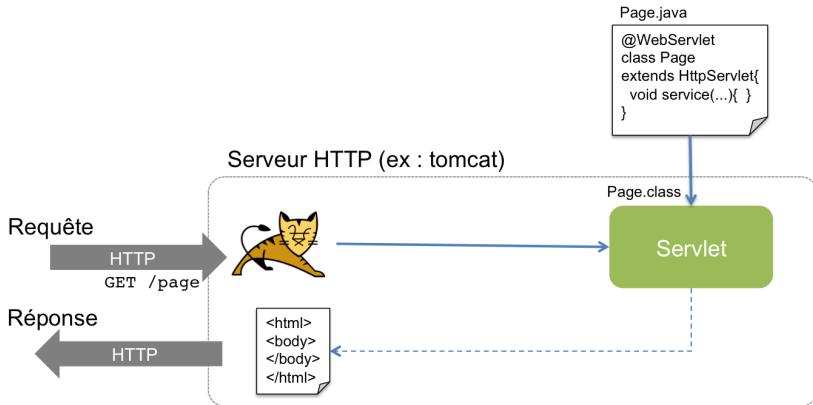 Page.java
@WebServlet
class Page
extends HttpServlet{
void service(...){ }
}
Serveur HTTP (ex : tomcat)
Page.class
Requête
HTTP
GET /page
Servlet
Réponse
HTTP
<html>
<body>
</body>
</html>